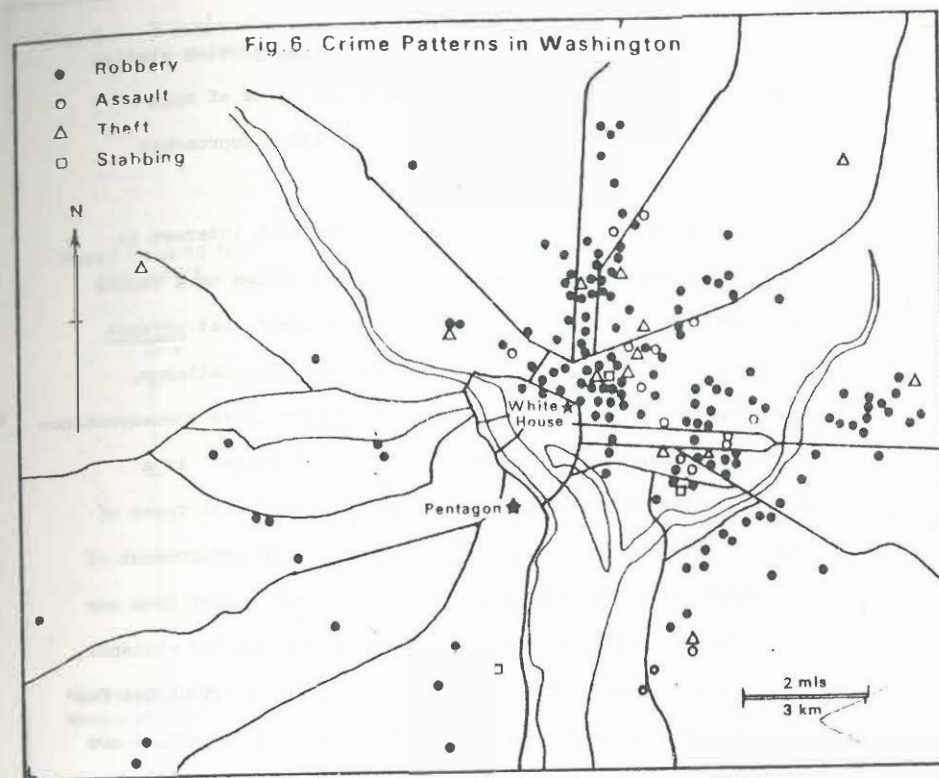 Fig.6. Crime Patterns in Washington
Robbery
Assault
Theft
Stabbing
N
White
House
Pentagon
2 mls
3 km